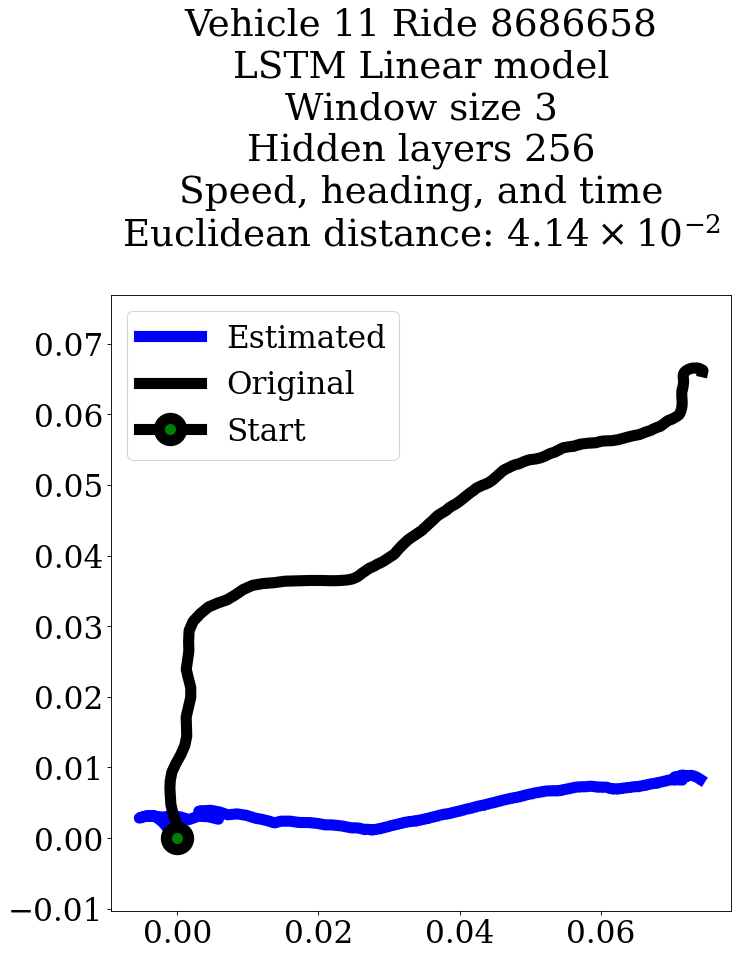 Vehicle 11 Ride 8686658
LSTM Linear model
Window size 3
Hidden layers 256
Speed, heading, and time
Euclidean distance: 4.14 × 10⁻²
Estimated
Original
Start
0.07
0.06
0.05
0.04
0.03
0.02
0.01
0.00
−0.01
0.00 0.02 0.04 0.06